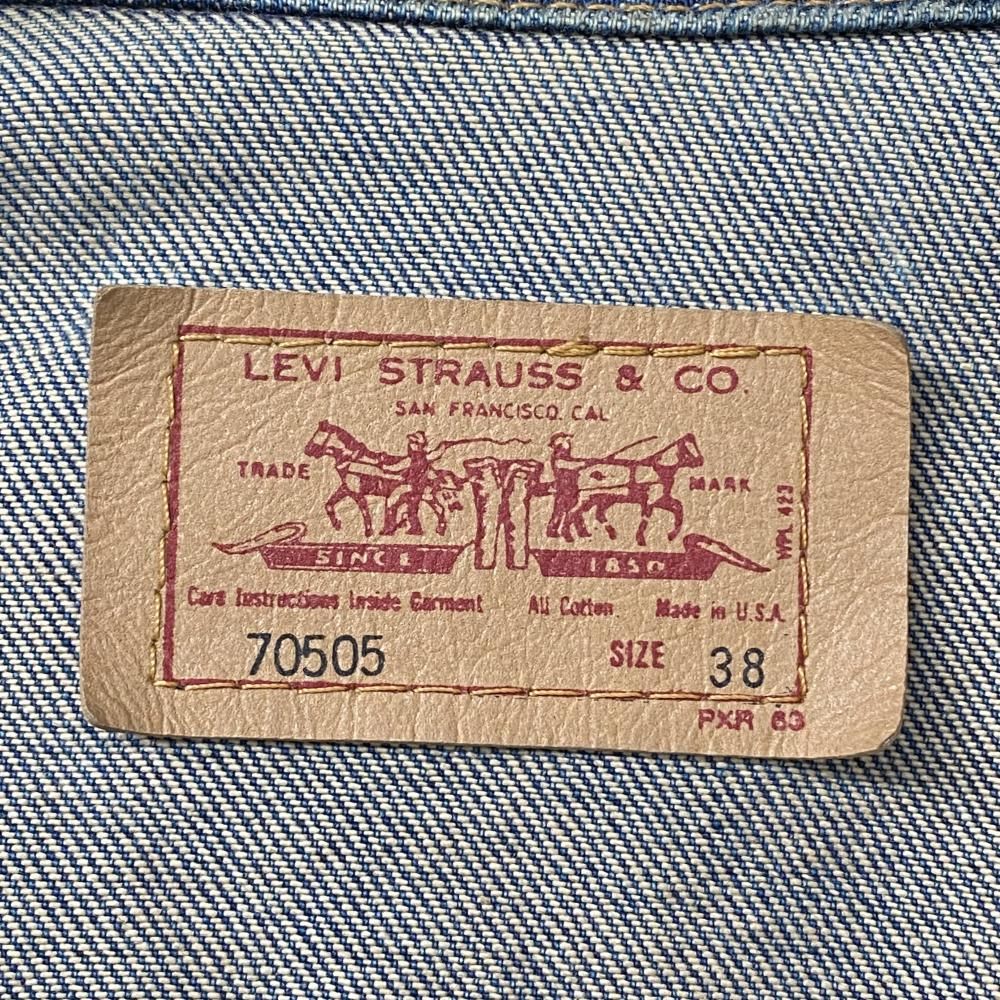 LEVI STRAUSS & CO.
SAN FRANCISCO. CAL
TRADE MARK
WPL 423
SINCE 1850
Care Instructions Inside Garment All Cotton Made in U.S.A.
70505 SIZE 38
PXR 63